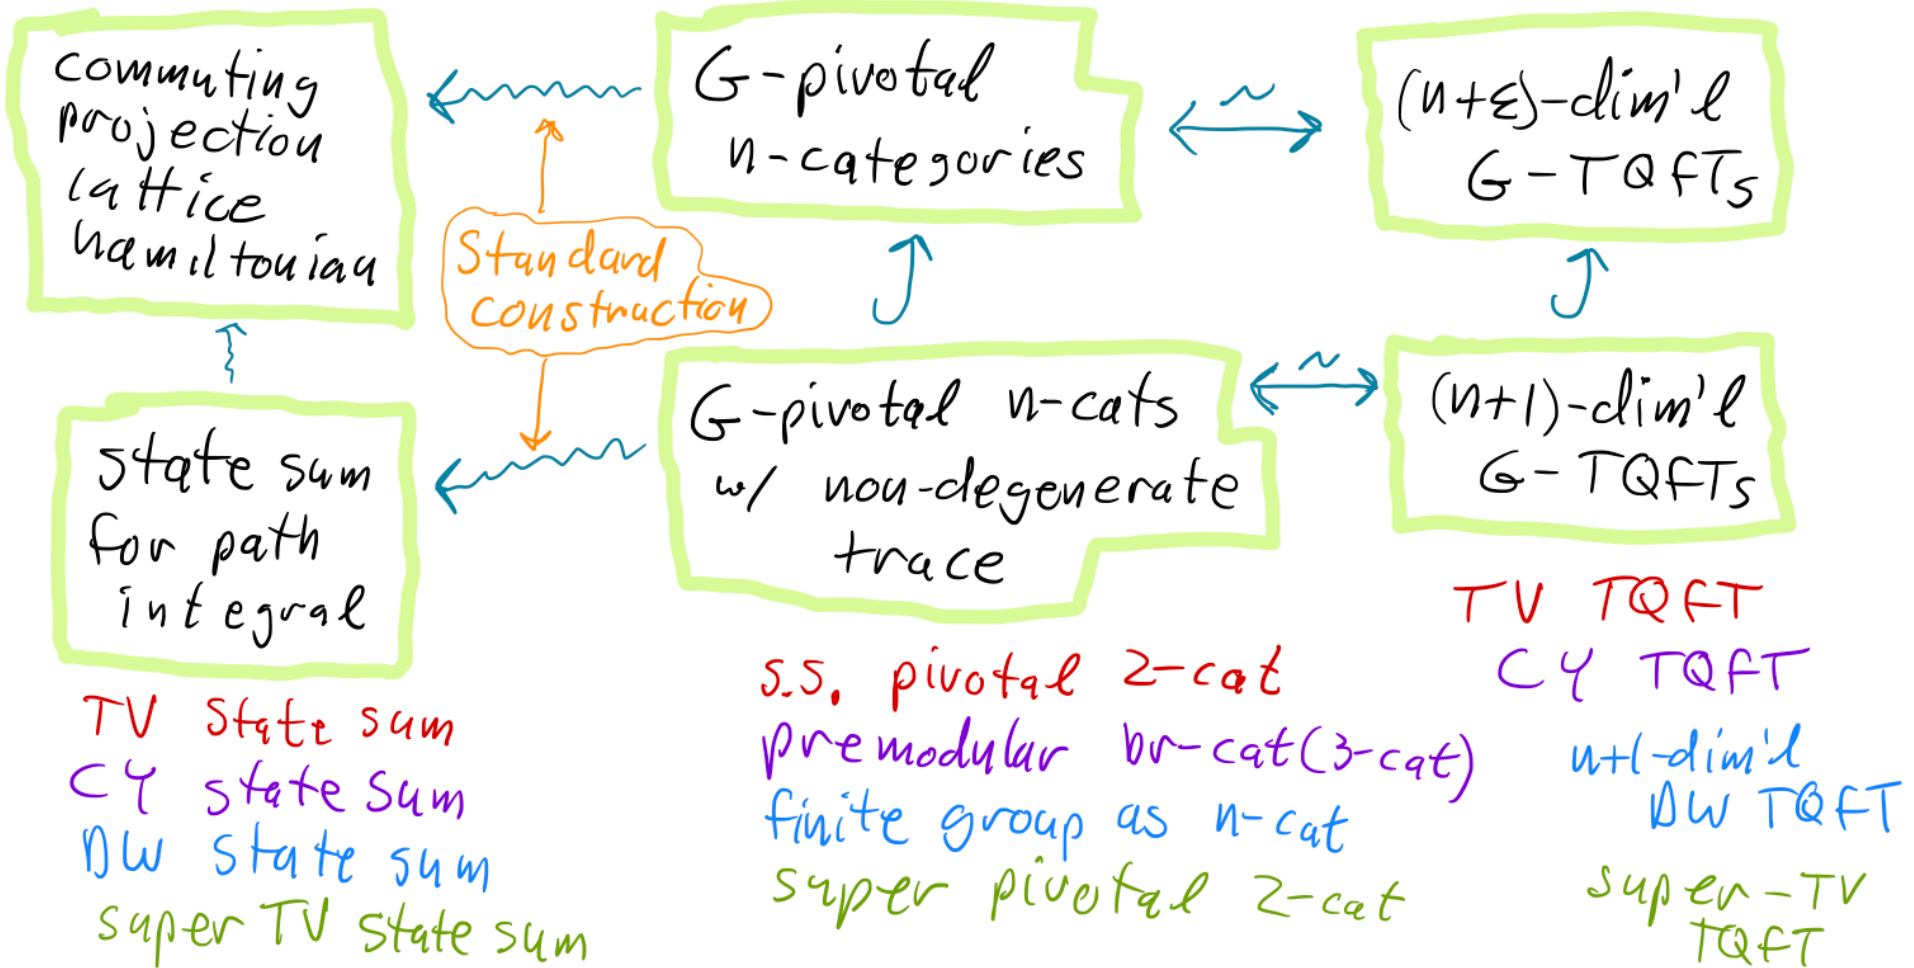 commuting
projection
lattice
hamiltonian
G-pivotal
n-categories
~
(n+ε)-dim'l
G-TQFTs
Standard
construction
state sum
for path
integral
G-pivotal n-cats
w/ non-degenerate
trace
~
(n+1)-dim'l
G-TQFTs
TV state sum
CY state sum
DW state sum
super TV state sum
s.s. pivotal 2-cat
premodular br-cat(3-cat)
finite group as n-cat
super pivotal 2-cat
TV TQFT
CY TQFT
n+1-dim'l
DW TQFT
super-TV
TQFT